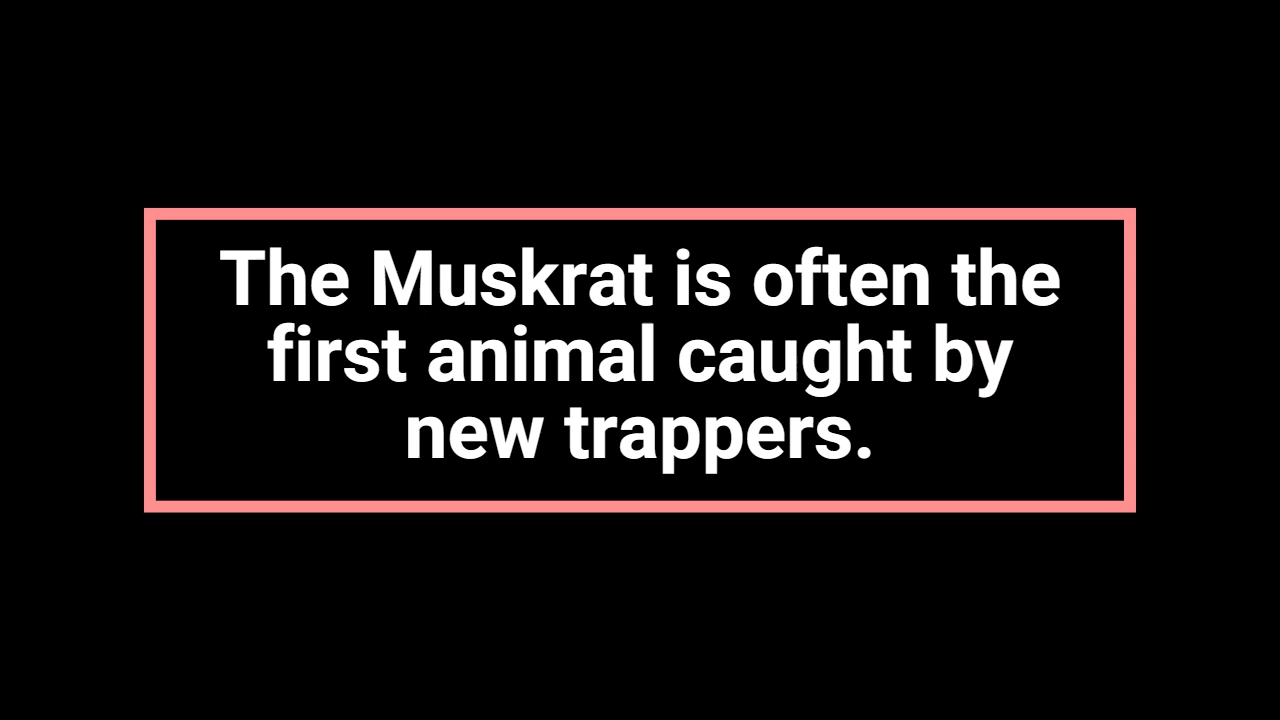 The Muskrat is often the
first animal caught by
new trappers.